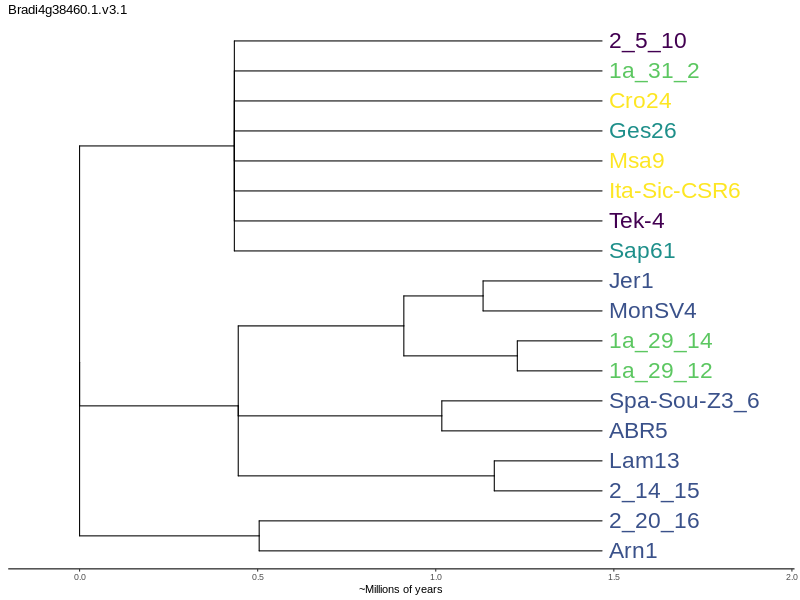 Bradi4g38460.1.v3.1
2_5_10
1a_31_2
Cro24
Ges26
Msa9
Ita-Sic-CSR6
Tek-4
Sap61
Jer1
MonSV4
1a_29_14
1a_29_12
Spa-Sou-Z3_6
ABR5
Lam13
2_14_15
2_20_16
Arn1
0.0 0.5 1.0 1.5 2.0
~Millions of years